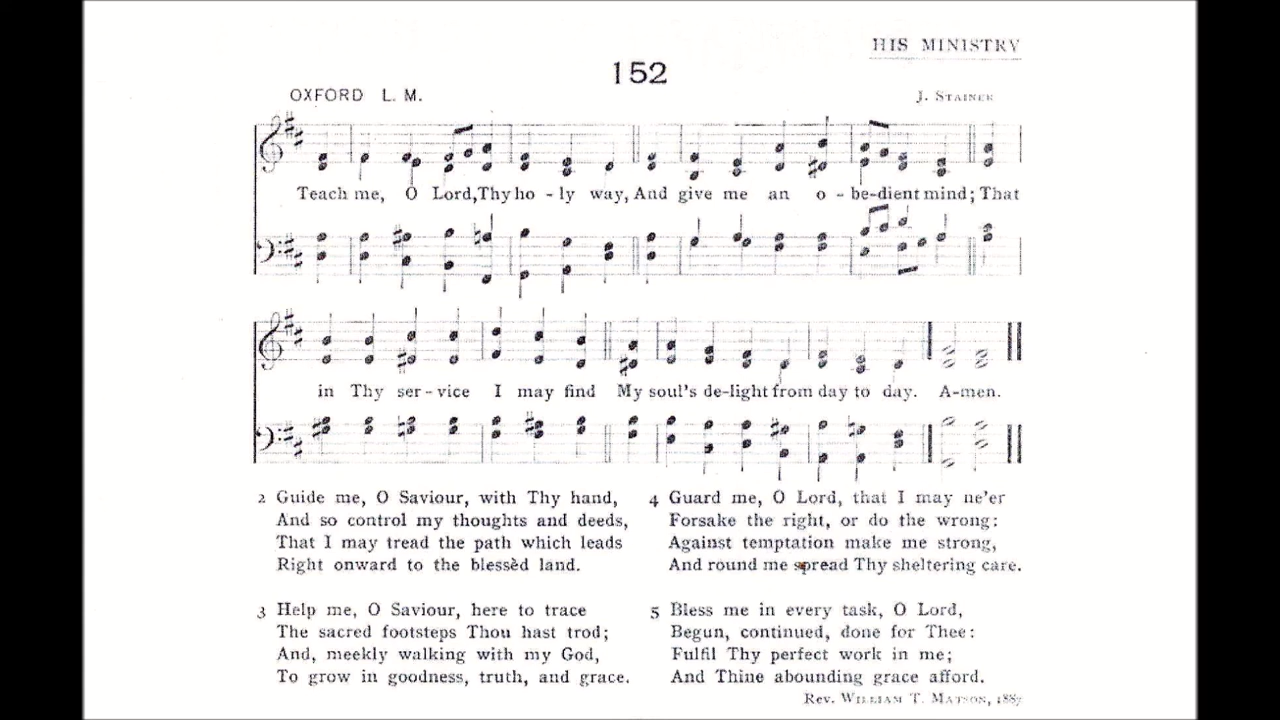 HIS MINISTRY
152
OXFORD L. M.
J. STAINER
Teach me, O Lord, Thy ho - ly way, And give me an o - be-dient mind; That
in Thy ser - vice I may find My soul's de-light from day to day. A-men.
2 Guide me, O Saviour, with Thy hand,
And so control my thoughts and deeds,
That I may tread the path which leads
Right onward to the blessèd land.
3 Help me, O Saviour, here to trace
The sacred footsteps Thou hast trod;
And, meekly walking with my God,
To grow in goodness, truth, and grace.
4 Guard me, O Lord, that I may ne'er
Forsake the right, or do the wrong:
Against temptation make me strong,
And round me spread Thy sheltering care.
5 Bless me in every task, O Lord,
Begun, continued, done for Thee:
Fulfil Thy perfect work in me;
And Thine abounding grace afford.
Rev. WILLIAM T. MATSON, 1887